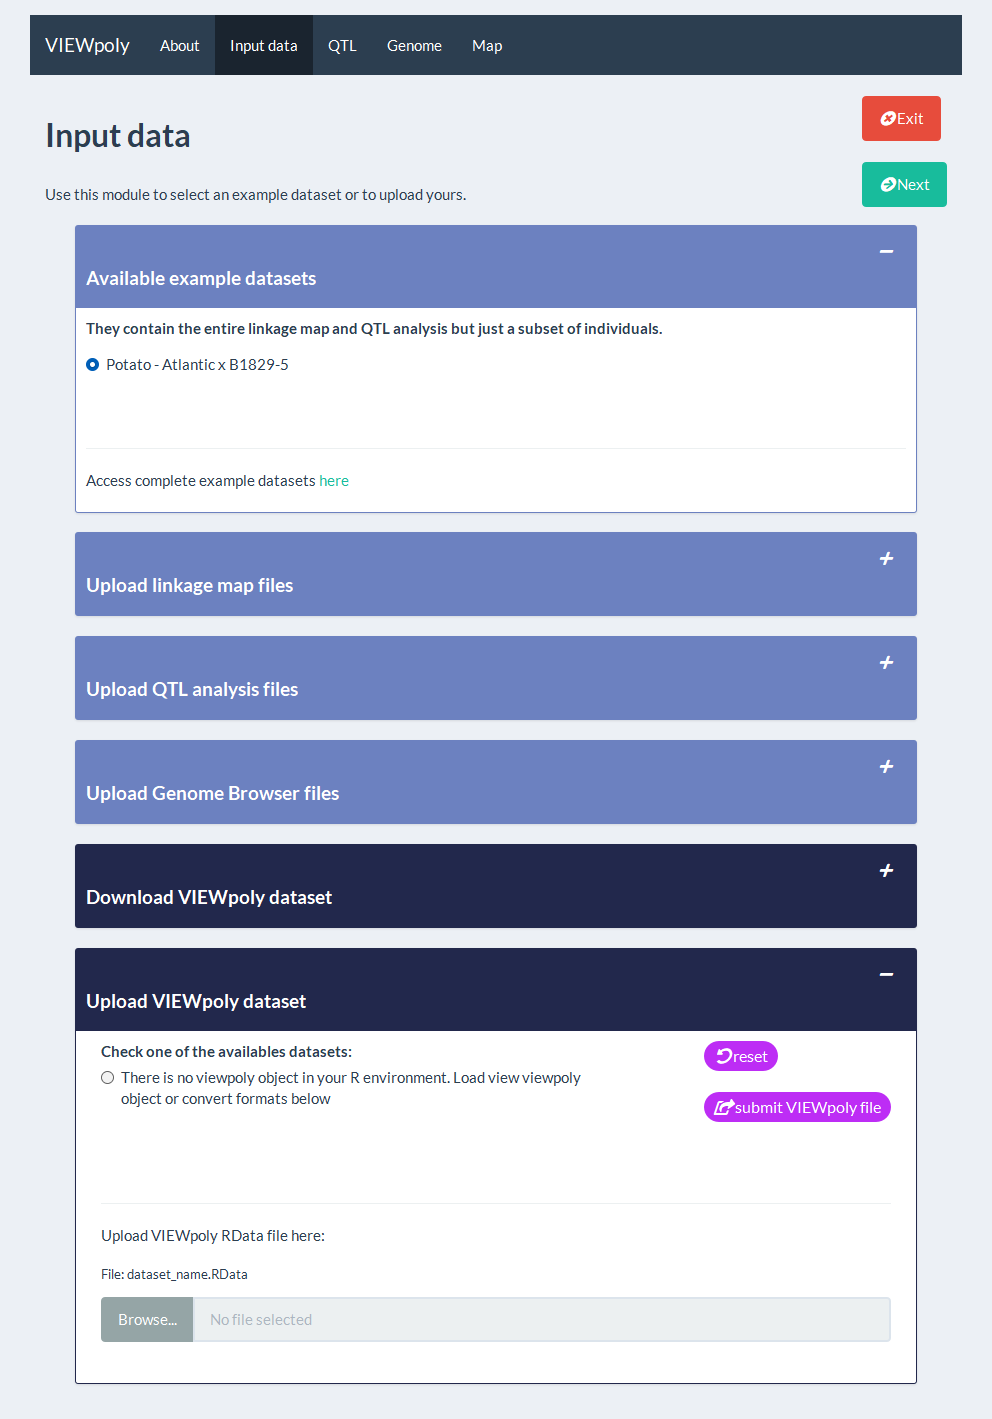 VIEWpoly About Input data QTL Genome Map
Exit
Input data
Next
Use this module to select an example dataset or to upload yours.
Available example datasets
They contain the entire linkage map and QTL analysis but just a subset of individuals.
Potato - Atlantic x B1829-5
Access complete example datasets here
Upload linkage map files
Upload QTL analysis files
Upload Genome Browser files
Download VIEWpoly dataset
Upload VIEWpoly dataset
Check one of the availables datasets:
There is no viewpoly object in your R environment. Load view viewpoly
object or convert formats below
reset
submit VIEWpoly file
Upload VIEWpoly RData file here:
File: dataset_name.RData
Browse... No file selected